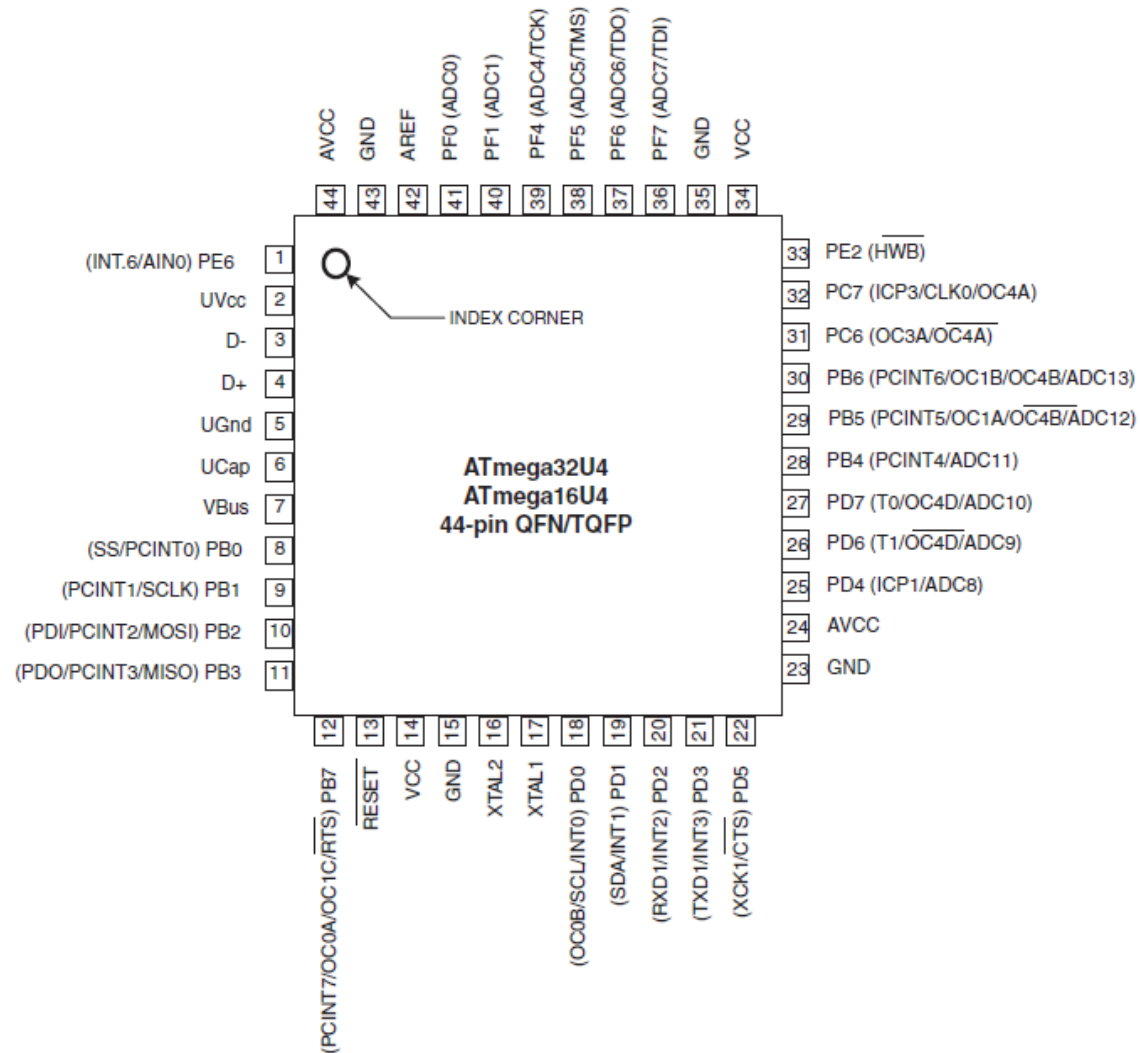 AVCC
GND
AREF
PF0 (ADC0)
PF1 (ADC1)
PF4 (ADC4/TCK)
PF5 (ADC5/TMS)
PF6 (ADC6/TDO)
PF7 (ADC7/TDI)
GND
VCC
44
43
42
41
40
39
38
37
36
35
34
(INT.6/AIN0) PE6 1
UVcc 2
D- 3
D+ 4
UGnd 5
UCap 6
VBus 7
(SS/PCINT0) PB0 8
(PCINT1/SCLK) PB1 9
(PDI/PCINT2/MOSI) PB2 10
(PDO/PCINT3/MISO) PB3 11
INDEX CORNER
ATmega32U4
ATmega16U4
44-pin QFN/TQFP
33 PE2 (HWB)
32 PC7 (ICP3/CLK0/OC4A)
31 PC6 (OC3A/OC4A)
30 PB6 (PCINT6/OC1B/OC4B/ADC13)
29 PB5 (PCINT5/OC1A/OC4B/ADC12)
28 PB4 (PCINT4/ADC11)
27 PD7 (T0/OC4D/ADC10)
26 PD6 (T1/OC4D/ADC9)
25 PD4 (ICP1/ADC8)
24 AVCC
23 GND
12
13
14
15
16
17
18
19
20
21
22
(PCINT7/OC0A/OC1C/RTS) PB7
RESET
VCC
GND
XTAL2
XTAL1
(OC0B/SCL/INT0) PD0
(SDA/INT1) PD1
(RXD1/INT2) PD2
(TXD1/INT3) PD3
(XCK1/CTS) PD5